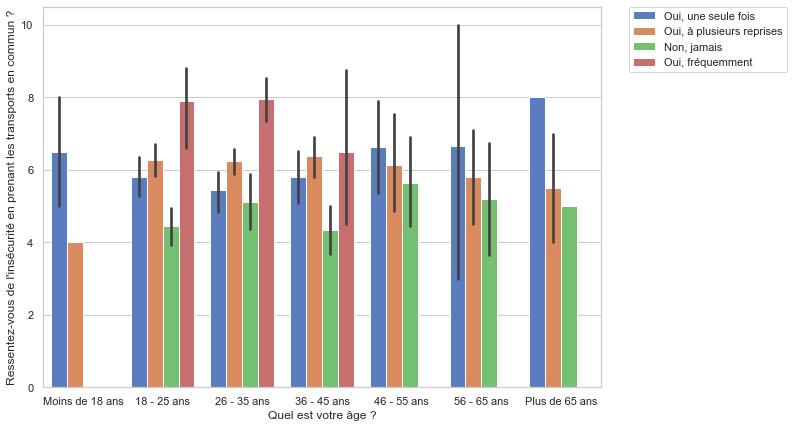 Oui, une seule fois
Oui, à plusieurs reprises
Non, jamais
Oui, fréquemment
Ressentez-vous de l'insécurité en prenant les transports en commun ?
10
8
6
4
2
0
Moins de 18 ans 18 - 25 ans 26 - 35 ans 36 - 45 ans 46 - 55 ans 56 - 65 ans Plus de 65 ans
Quel est votre âge ?